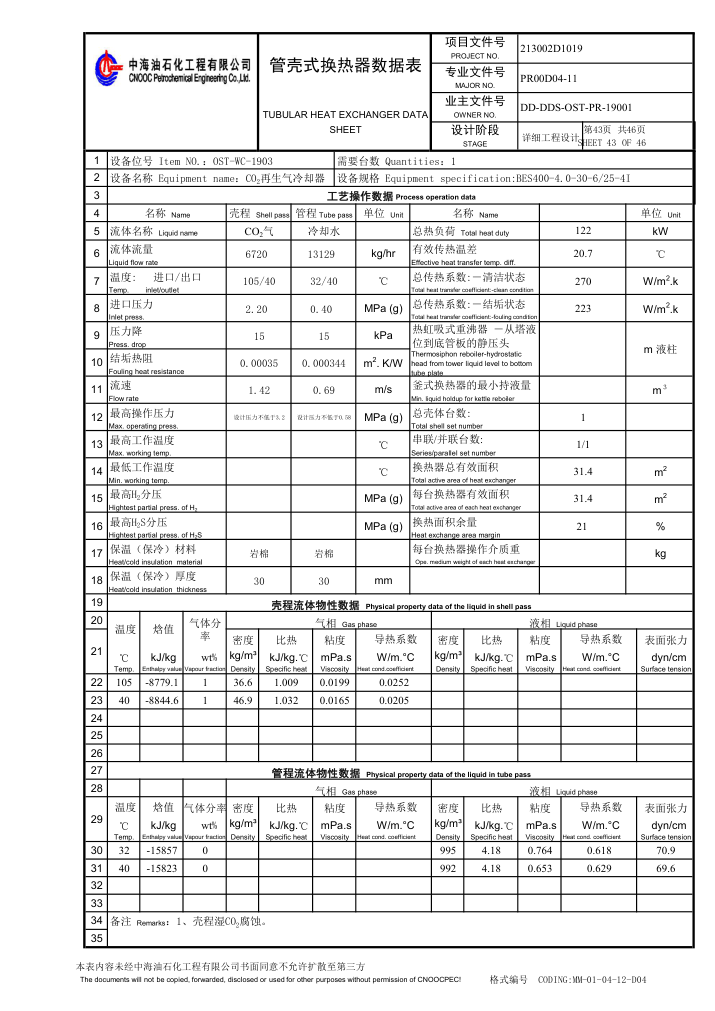 中海油石化工程有限公司
CNOOC Petrochemical Engineering Co.,Ltd.
管壳式换热器数据表
TUBULAR HEAT EXCHANGER DATA
SHEET
项目文件号
PROJECT NO.
213002D1019
专业文件号
MAJOR NO.
PR00D04-11
业主文件号
OWNER NO.
DD-DDS-OST-PR-19001
设计阶段
STAGE
详细工程设计
第43页 共46页
SHEET 43 OF 46
1 设备位号 Item NO.：OST-WC-1903 需要台数 Quantities：1
2 设备名称 Equipment name：CO2再生气冷却器 设备规格 Equipment specification:BES400-4.0-30-6/25-4I
3 工艺操作数据 Process operation data
4 名称 Name 壳程 Shell pass 管程 Tube pass 单位 Unit 名称 Name 单位 Unit
5 流体名称 Liquid name CO2气 冷却水 总热负荷 Total heat duty 122 kW
6 流体流量 6720 13129 kg/hr 有效传热温差 20.7 ℃
Liquid flow rate Effective heat transfer temp. diff.
7 温度: 进口/出口 105/40 32/40 ℃ 总传热系数:－清洁状态 270 W/m2.k
Temp. inlet/outlet Total heat transfer coefficient:-clean condition
8 进口压力 2.20 0.40 MPa (g) 总传热系数:－结垢状态 223 W/m2.k
Inlet press. Total heat transfer coefficient:-fouling condition
9 压力降 15 15 kPa 热虹吸式重沸器 －从塔液
Press. drop 位到底管板的静压头 m 液柱
10 结垢热阻 0.00035 0.000344 m2. K/W Thermosiphon reboiler-hydrostatic
Fouling heat resistance head from tower liquid level to bottom
tube plate
11 流速 1.42 0.69 m/s 釜式换热器的最小持液量 m 3
Flow rate Min. liquid holdup for kettle reboiler
12 最高操作压力 设计压力不低于3.2 设计压力不低于0.58 MPa (g) 总壳体台数: 1
Max. operating press. Total shell set number
13 最高工作温度 ℃ 串联/并联台数: 1/1
Max. working temp. Series/parallel set number
14 最低工作温度 ℃ 换热器总有效面积 31.4 m2
Min. working temp. Total active area of heat exchanger
15 最高H2分压 MPa (g) 每台换热器有效面积 31.4 m2
Hightest partial press. of H2 Total active area of each heat exchanger
16 最高H2S分压 MPa (g) 换热面积余量 21 %
Hightest partial press. of H2S Heat exchange area margin
17 保温（保冷）材料 岩棉 岩棉 每台换热器操作介质重 kg
Heat/cold insulation material Ope. medium weight of each heat exchanger
18 保温（保冷）厚度 30 30 mm
Heat/cold insulation thickness
19 壳程流体物性数据 Physical property data of the liquid in shell pass
20 温度 焓值 气体分率 气相 Gas phase 液相 Liquid phase
21 密度 比热 粘度 导热系数 密度 比热 粘度 导热系数 表面张力
℃ kJ/kg wt% kg/m³ kJ/kg.℃ mPa.s W/m.°C kg/m³ kJ/kg.℃ mPa.s W/m.°C dyn/cm
Temp. Enthalpy value Vapour fraction Density Specific heat Viscosity Heat cond.coefficient Density Specific heat Viscosity Heat cond. coefficient Surface tension
22 105 -8779.1 1 36.6 1.009 0.0199 0.0252
23 40 -8844.6 1 46.9 1.032 0.0165 0.0205
24
25
26
27 管程流体物性数据 Physical property data of the liquid in tube pass
28 气相 Gas phase 液相 Liquid phase
29 温度 焓值 气体分率 密度 比热 粘度 导热系数 密度 比热 粘度 导热系数 表面张力
℃ kJ/kg wt% kg/m³ kJ/kg.℃ mPa.s W/m.°C kg/m³ kJ/kg.℃ mPa.s W/m.°C dyn/cm
Temp. Enthalpy value Vapour fraction Density Specific heat Viscosity Heat cond. coefficient Density Specific heat Viscosity Heat cond. coefficient Surface tension
30 32 -15857 0 995 4.18 0.764 0.618 70.9
31 40 -15823 0 992 4.18 0.653 0.629 69.6
32
33
34 备注 Remarks：1、壳程湿CO2腐蚀。
35
本表内容未经中海油石化工程有限公司书面同意不允许扩散至第三方
The documents will not be copied, forwarded, disclosed or used for other purposes without permission of CNOOCPEC! 格式编号 CODING:MM-01-04-12-D04